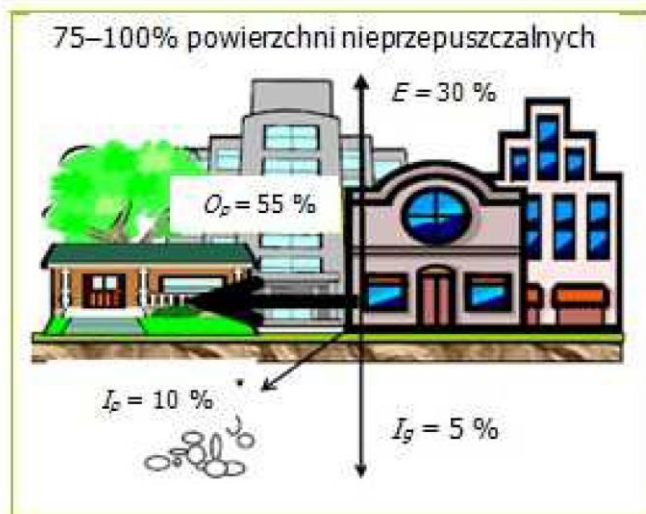 75–100% powierzchni nieprzepuszczalnych
E = 30 %
Op = 55 %
Ip = 10 %
Ig = 5 %